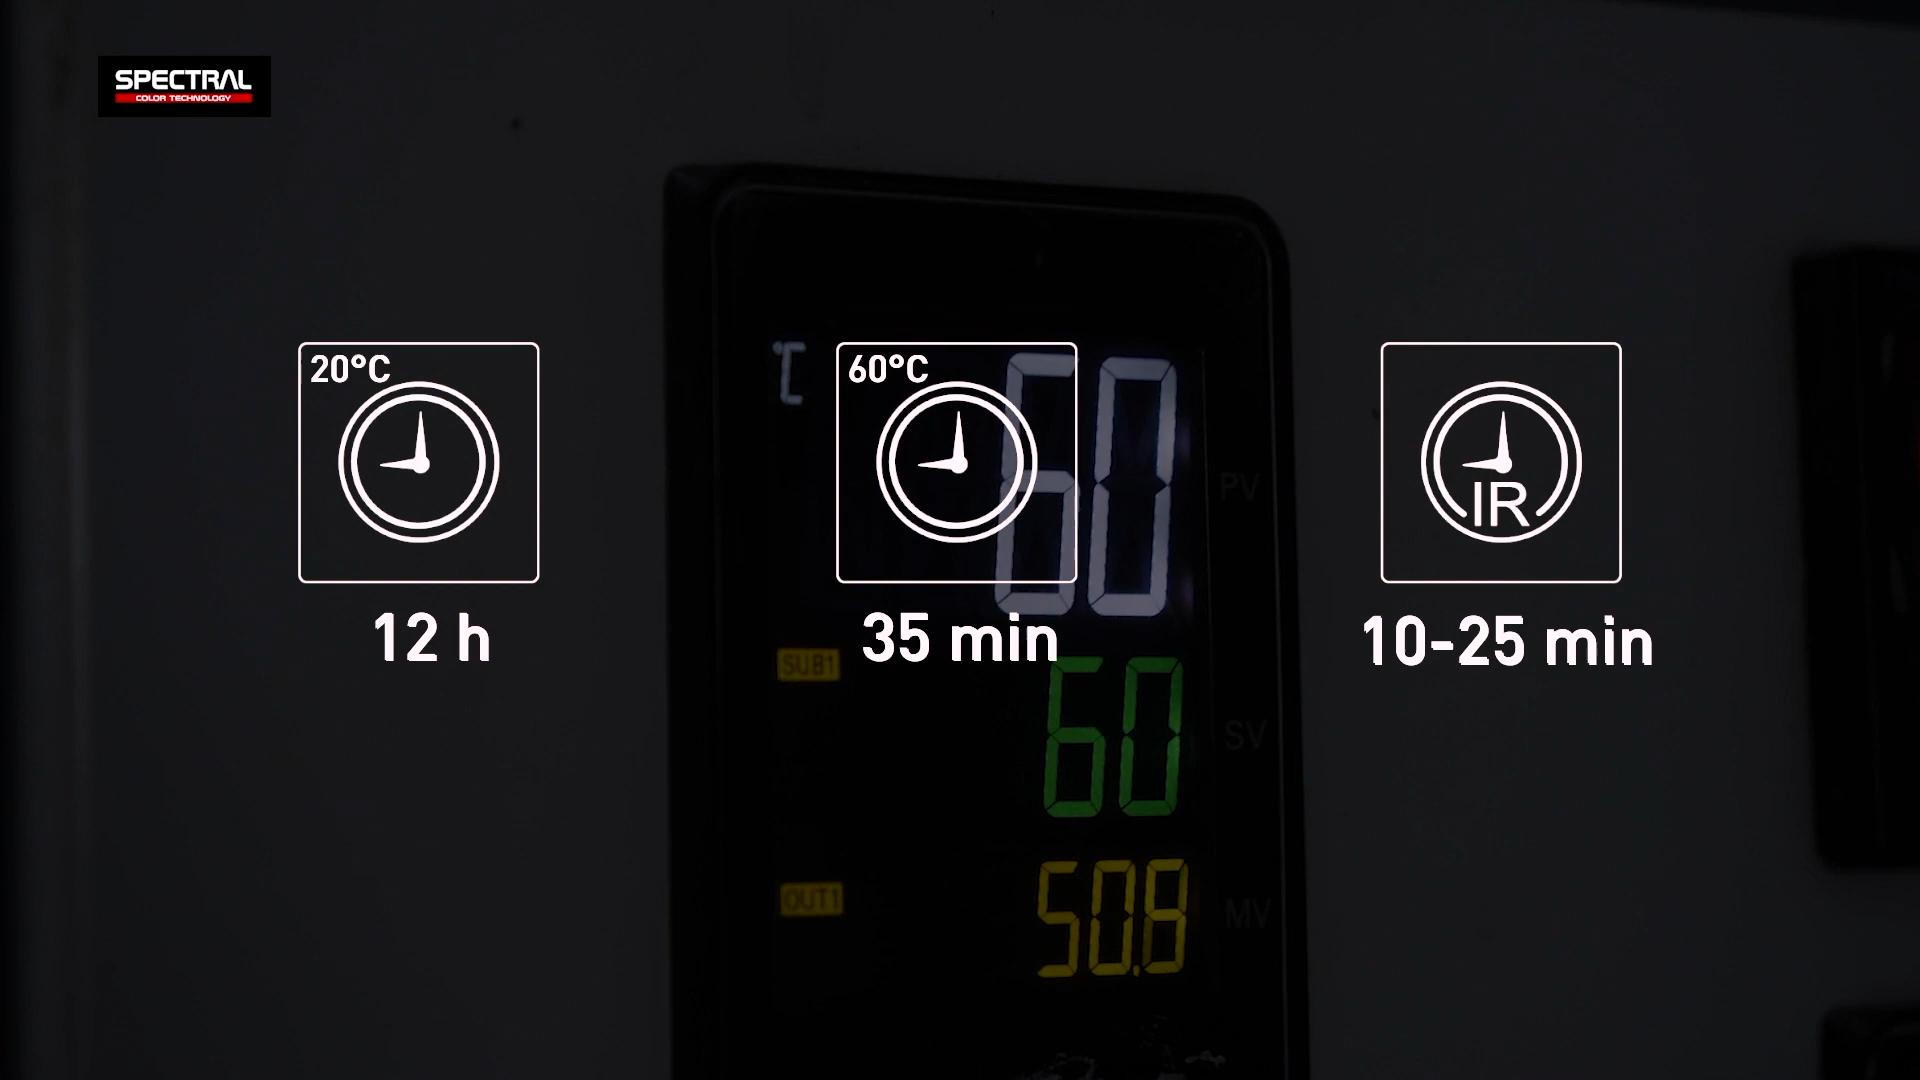 SPECTRAL
COLOR TECHNOLOGY
20°C
60°C
IR
12 h
35 min
10-25 min
°C
60
PV
SUB1
60
SV
OUT1
50.8
MV